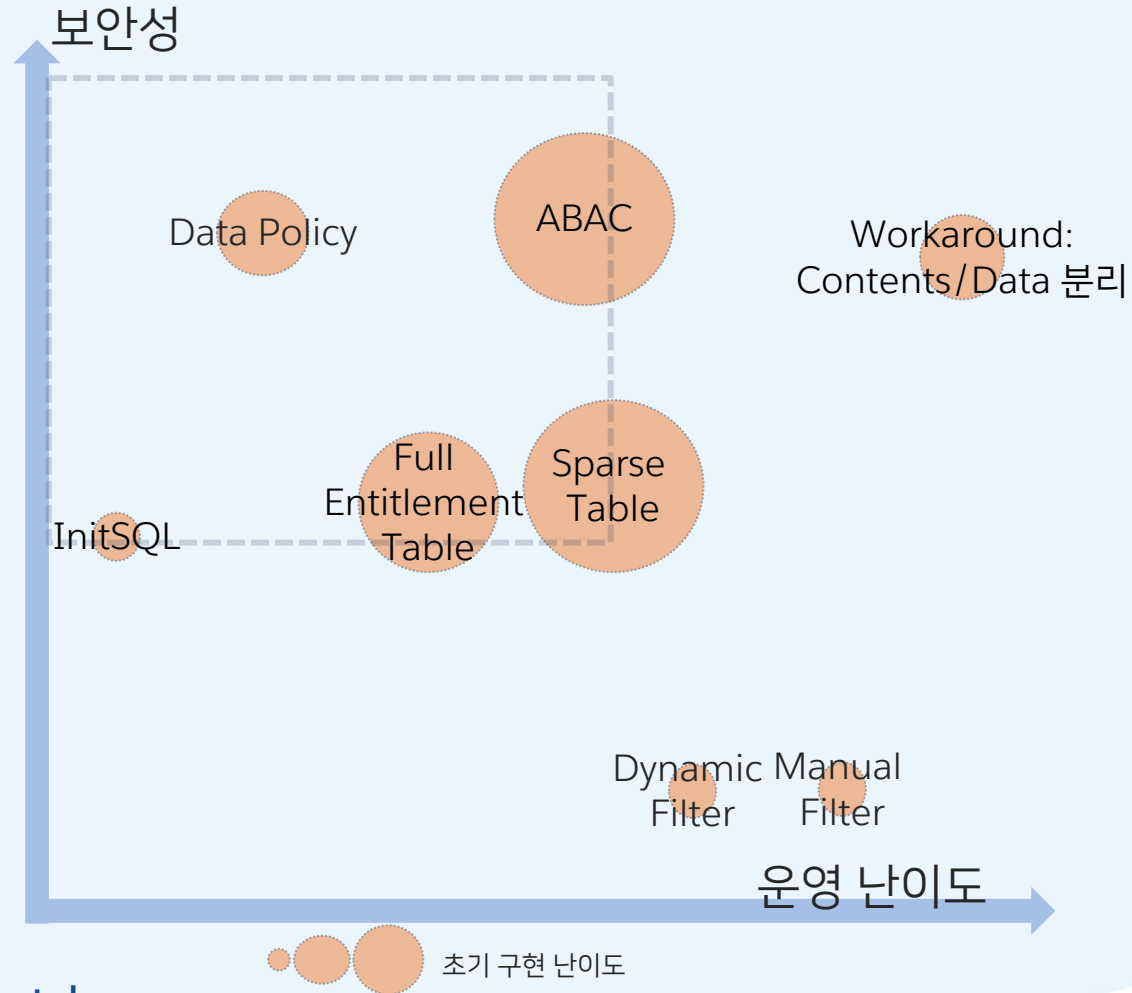 보안성
Data Policy
ABAC
Workaround:
Contents/Data 분리
Full
Entitlement
Table
Sparse
Table
InitSQL
Dynamic
Filter
Manual
Filter
운영 난이도
초기 구현 난이도